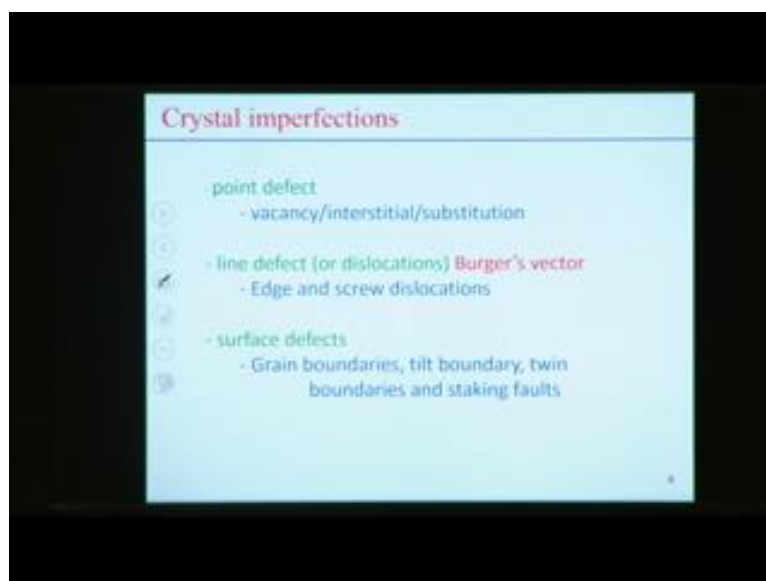 Crystal imperfections
- point defect
- vacancy/interstitial/substitution
- line defect (or dislocations) Burger's vector
- Edge and screw dislocations
- surface defects
- Grain boundaries, tilt boundary, twin
boundaries and staking faults